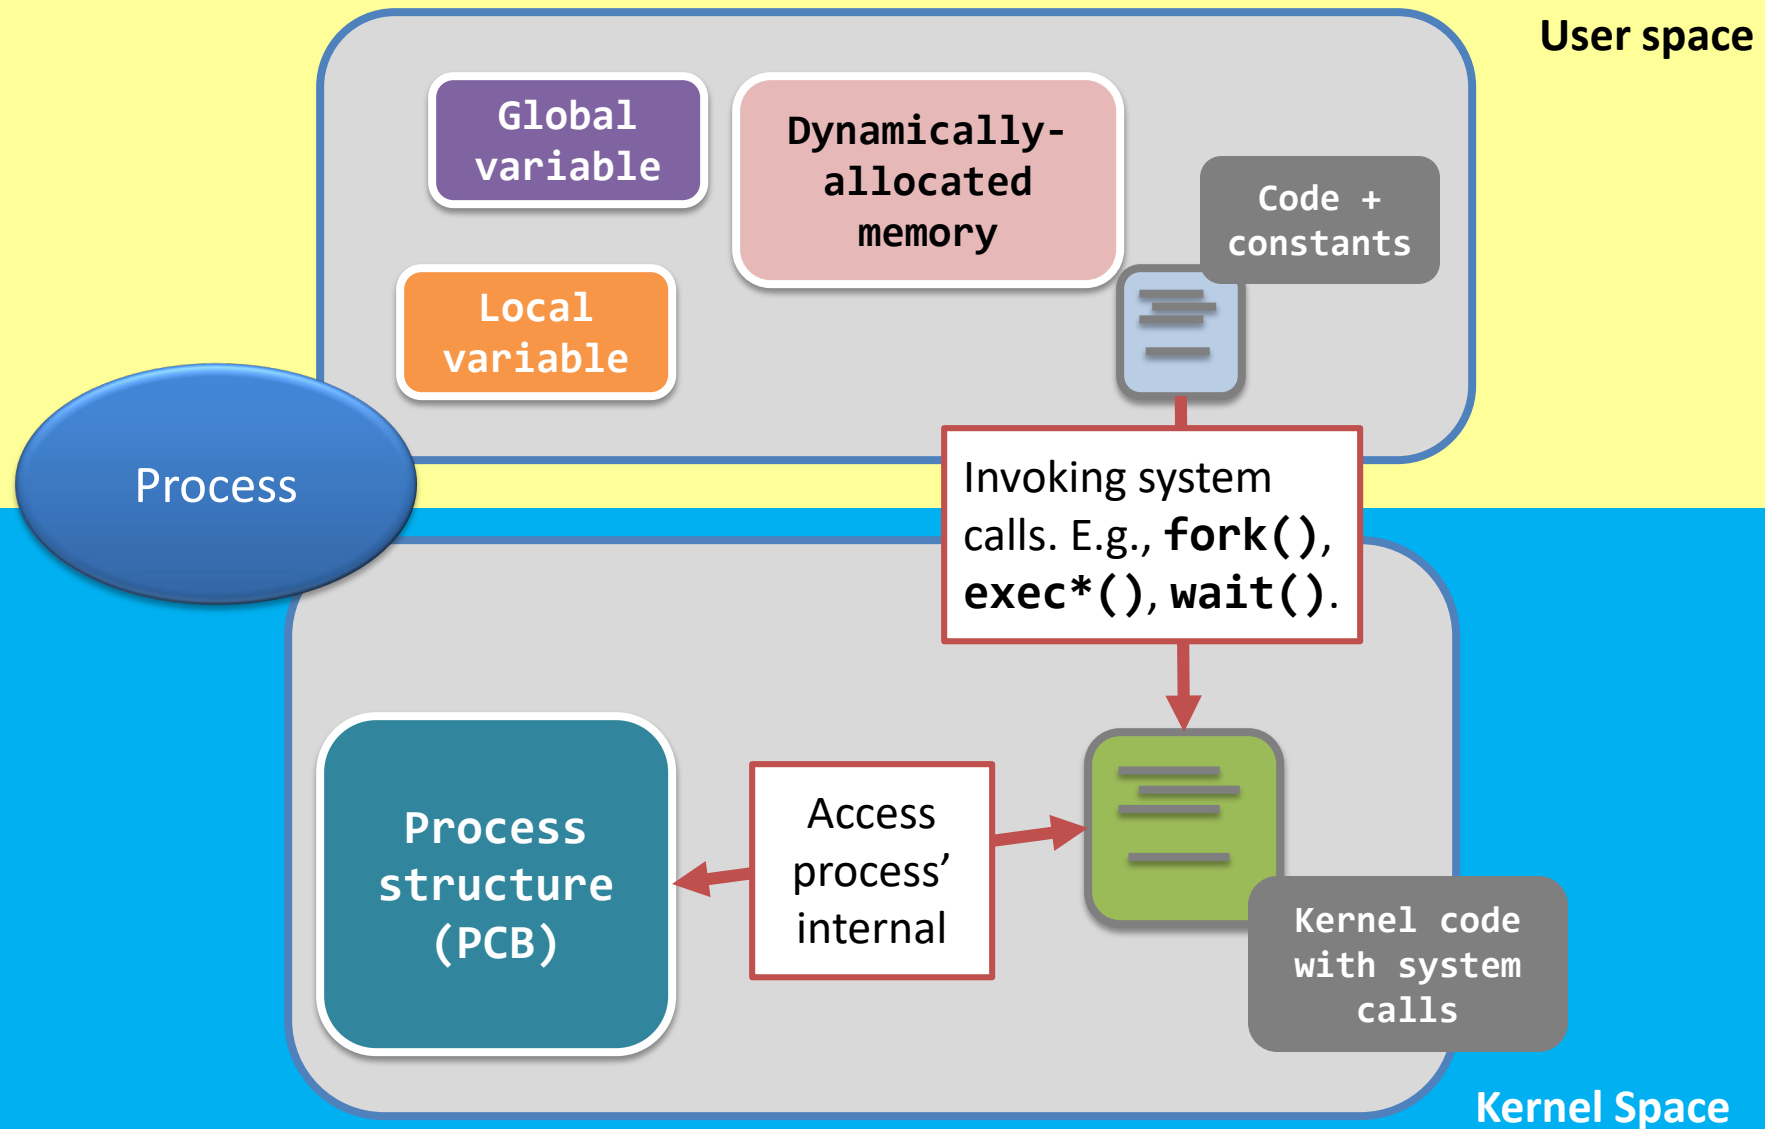 User space
Global
variable
Dynamically-
allocated
memory
Code +
constants
Local
variable
Process
Invoking system
calls. E.g., fork(),
exec*(), wait().
Process
structure
(PCB)
Access
process’
internal
Kernel code
with system
calls
Kernel Space